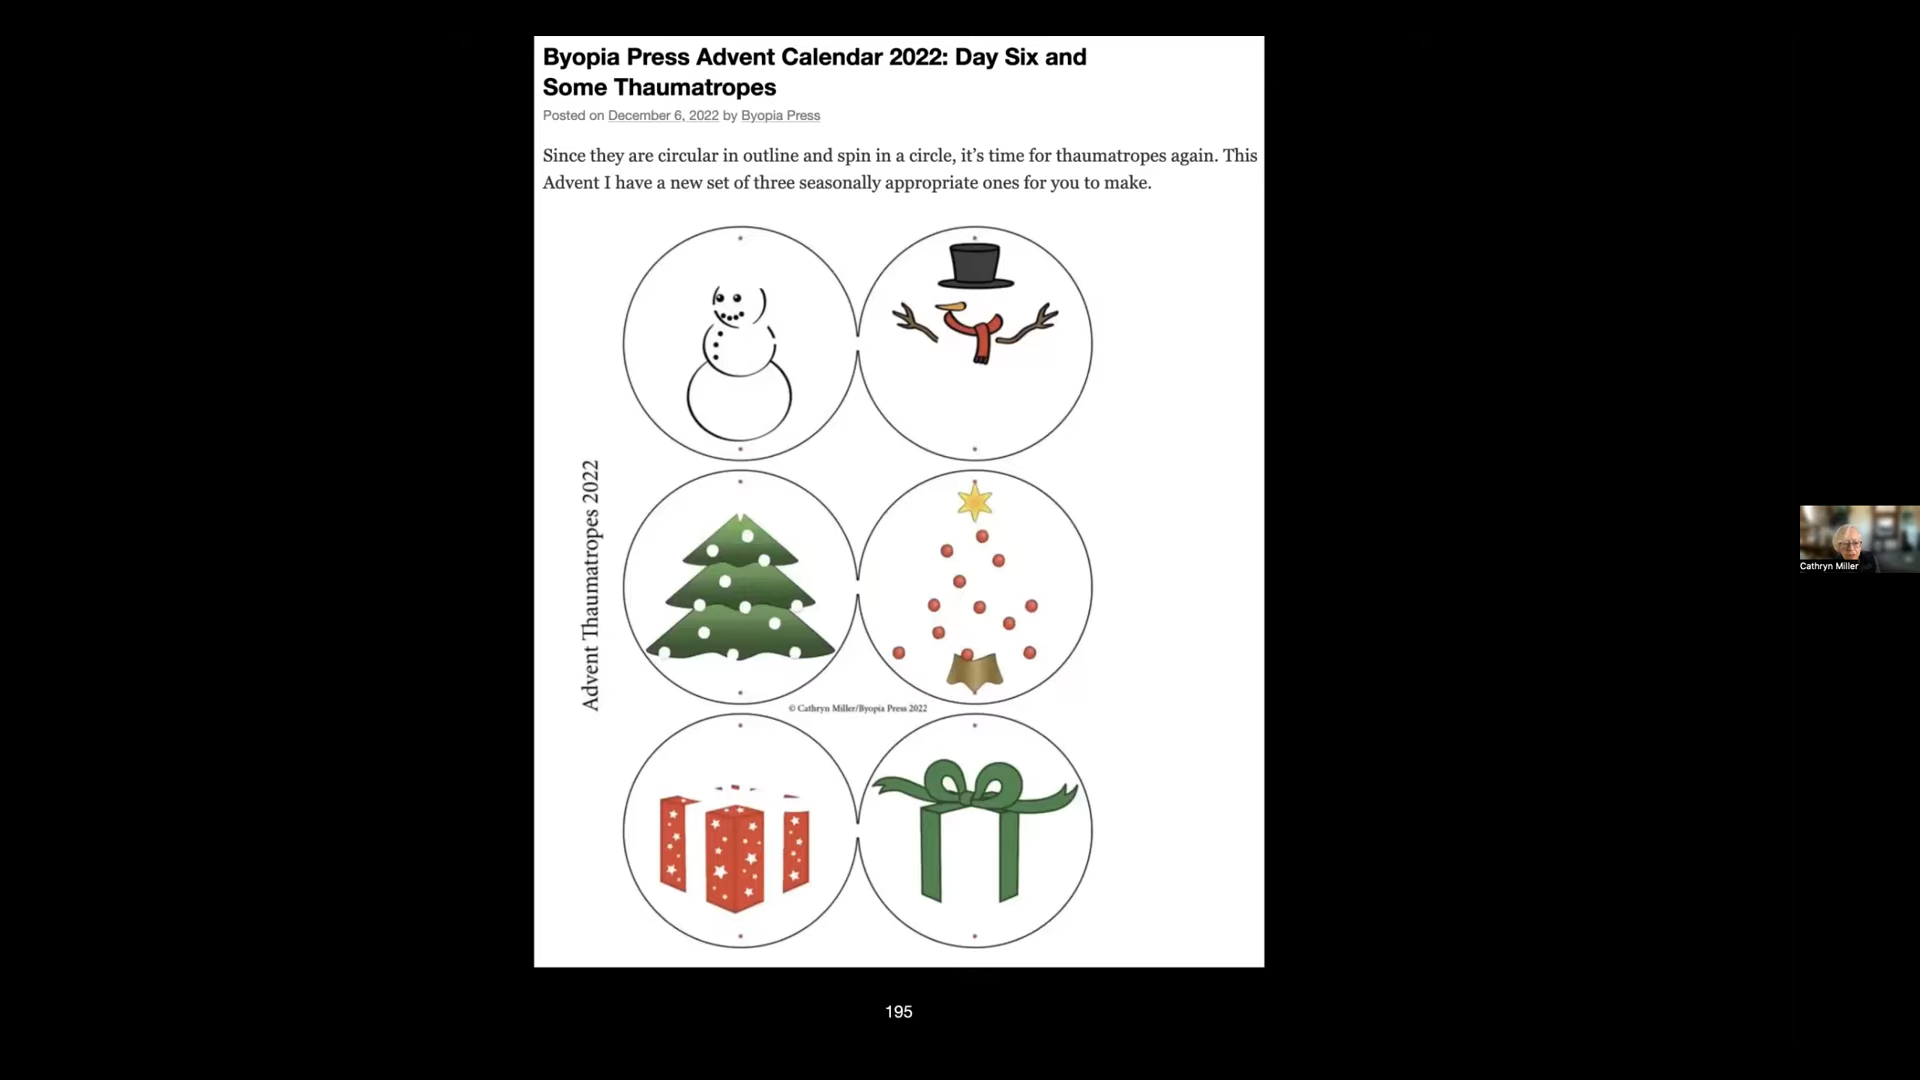 Byopia Press Advent Calendar 2022: Day Six and
Some Thaumatropes
Posted on December 6, 2022 by Byopia Press
Since they are circular in outline and spin in a circle, it’s time for thaumatropes again. This
Advent I have a new set of three seasonally appropriate ones for you to make.
Advent Thaumatropes 2022
© Cathryn Miller/Byopia Press 2022
195
Cathryn Miller